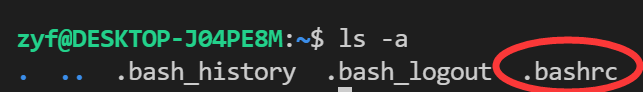 zyf@DESKTOP-J04PE8M:~$ ls -a
.  ..  .bash_history  .bash_logout  .bashrc